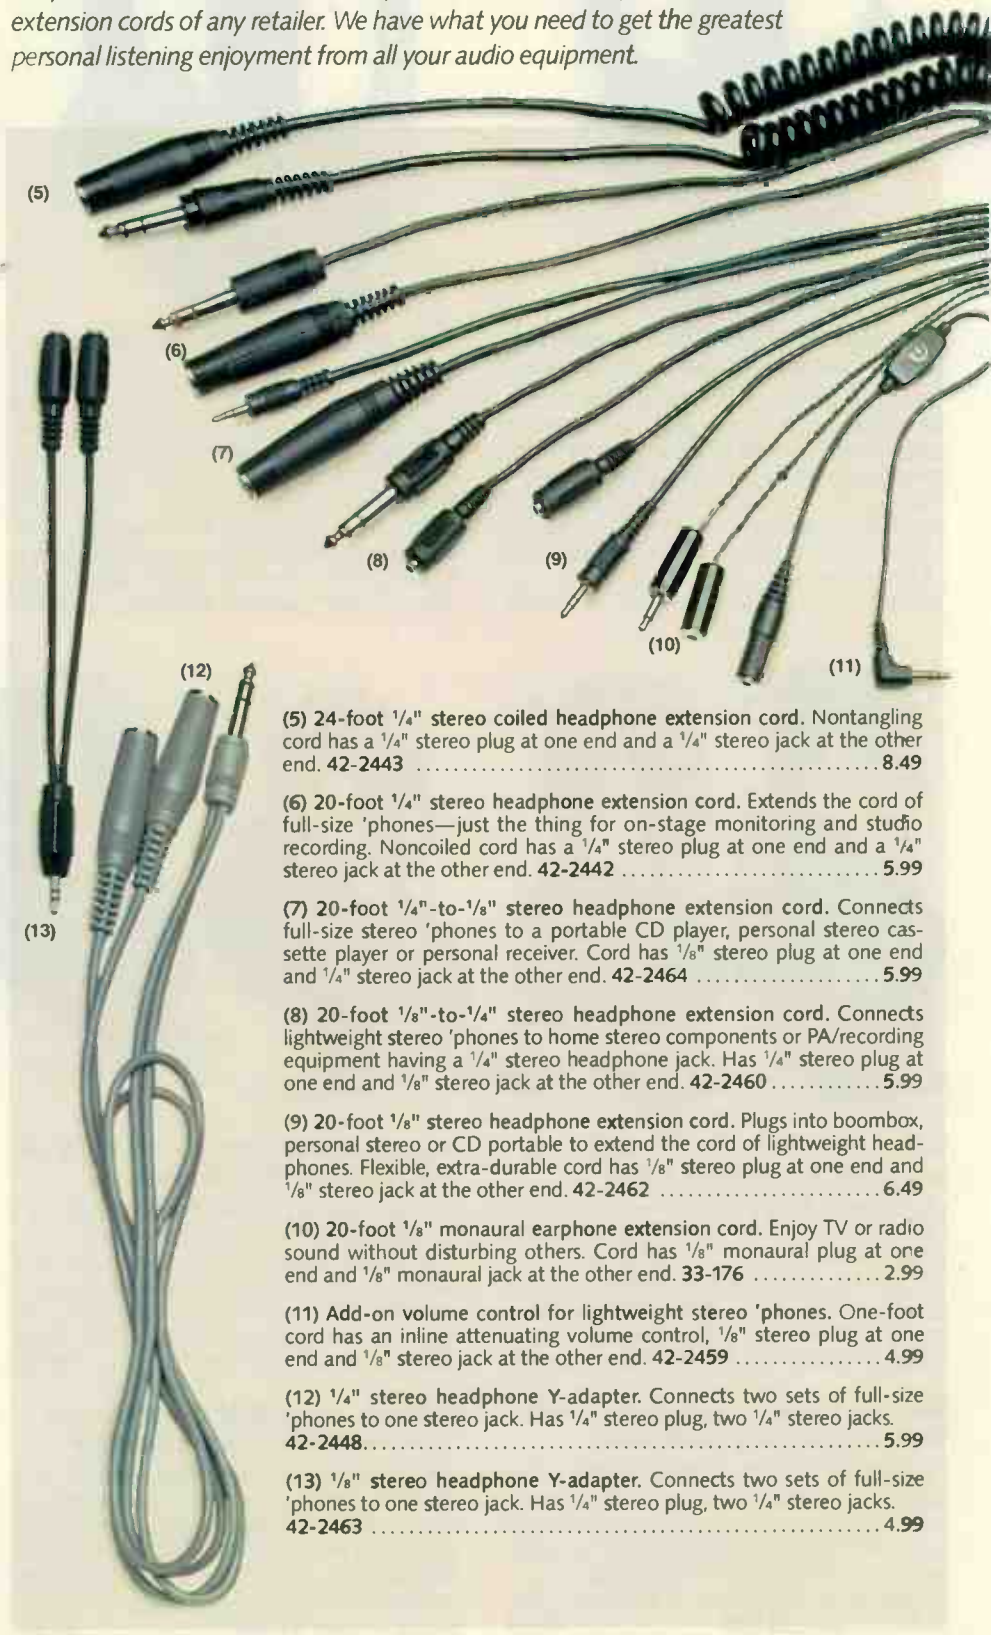 extension cords of any retailer. We have what you need to get the greatest
personal listening enjoyment from all your audio equipment.
(5)
(6)
(7)
(8)
(9)
(10)
(11)
(12)
(13)
(5) 24-foot 1/4" stereo coiled headphone extension cord. Nontangling
cord has a 1/4" stereo plug at one end and a 1/4" stereo jack at the other
end. 42-2443 ................................................ 8.49
(6) 20-foot 1/4" stereo headphone extension cord. Extends the cord of
full-size 'phones—just the thing for on-stage monitoring and studio
recording. Noncoiled cord has a 1/4" stereo plug at one end and a 1/4"
stereo jack at the other end. 42-2442 ........................... 5.99
(7) 20-foot 1/4"-to-1/8" stereo headphone extension cord. Connects
full-size stereo 'phones to a portable CD player, personal stereo cas-
sette player or personal receiver. Cord has 1/8" stereo plug at one end
and 1/4" stereo jack at the other end. 42-2464 .................... 5.99
(8) 20-foot 1/8"-to-1/4" stereo headphone extension cord. Connects
lightweight stereo 'phones to home stereo components or PA/recording
equipment having a 1/4" stereo headphone jack. Has 1/4" stereo plug at
one end and 1/8" stereo jack at the other end. 42-2460 ............ 5.99
(9) 20-foot 1/8" stereo headphone extension cord. Plugs into boombox,
personal stereo or CD portable to extend the cord of lightweight head-
phones. Flexible, extra-durable cord has 1/8" stereo plug at one end and
1/8" stereo jack at the other end. 42-2462 ....................... 6.49
(10) 20-foot 1/8" monaural earphone extension cord. Enjoy TV or radio
sound without disturbing others. Cord has 1/8" monaural plug at one
end and 1/8" monaural jack at the other end. 33-176 .............. 2.99
(11) Add-on volume control for lightweight stereo 'phones. One-foot
cord has an inline attenuating volume control, 1/8" stereo plug at one
end and 1/8" stereo jack at the other end. 42-2459 ................ 4.99
(12) 1/4" stereo headphone Y-adapter. Connects two sets of full-size
'phones to one stereo jack. Has 1/4" stereo plug, two 1/4" stereo jacks.
42-2448...................................................... 5.99
(13) 1/8" stereo headphone Y-adapter. Connects two sets of full-size
'phones to one stereo jack. Has 1/4" stereo plug, two 1/4" stereo jacks.
42-2463 ..................................................... 4.99